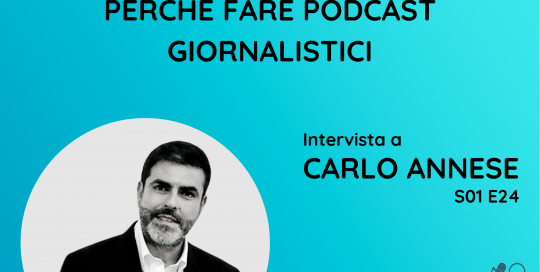 PERCHÉ FARE PODCAST
GIORNALISTICI
Intervista a
CARLO ANNESE
S01 E24